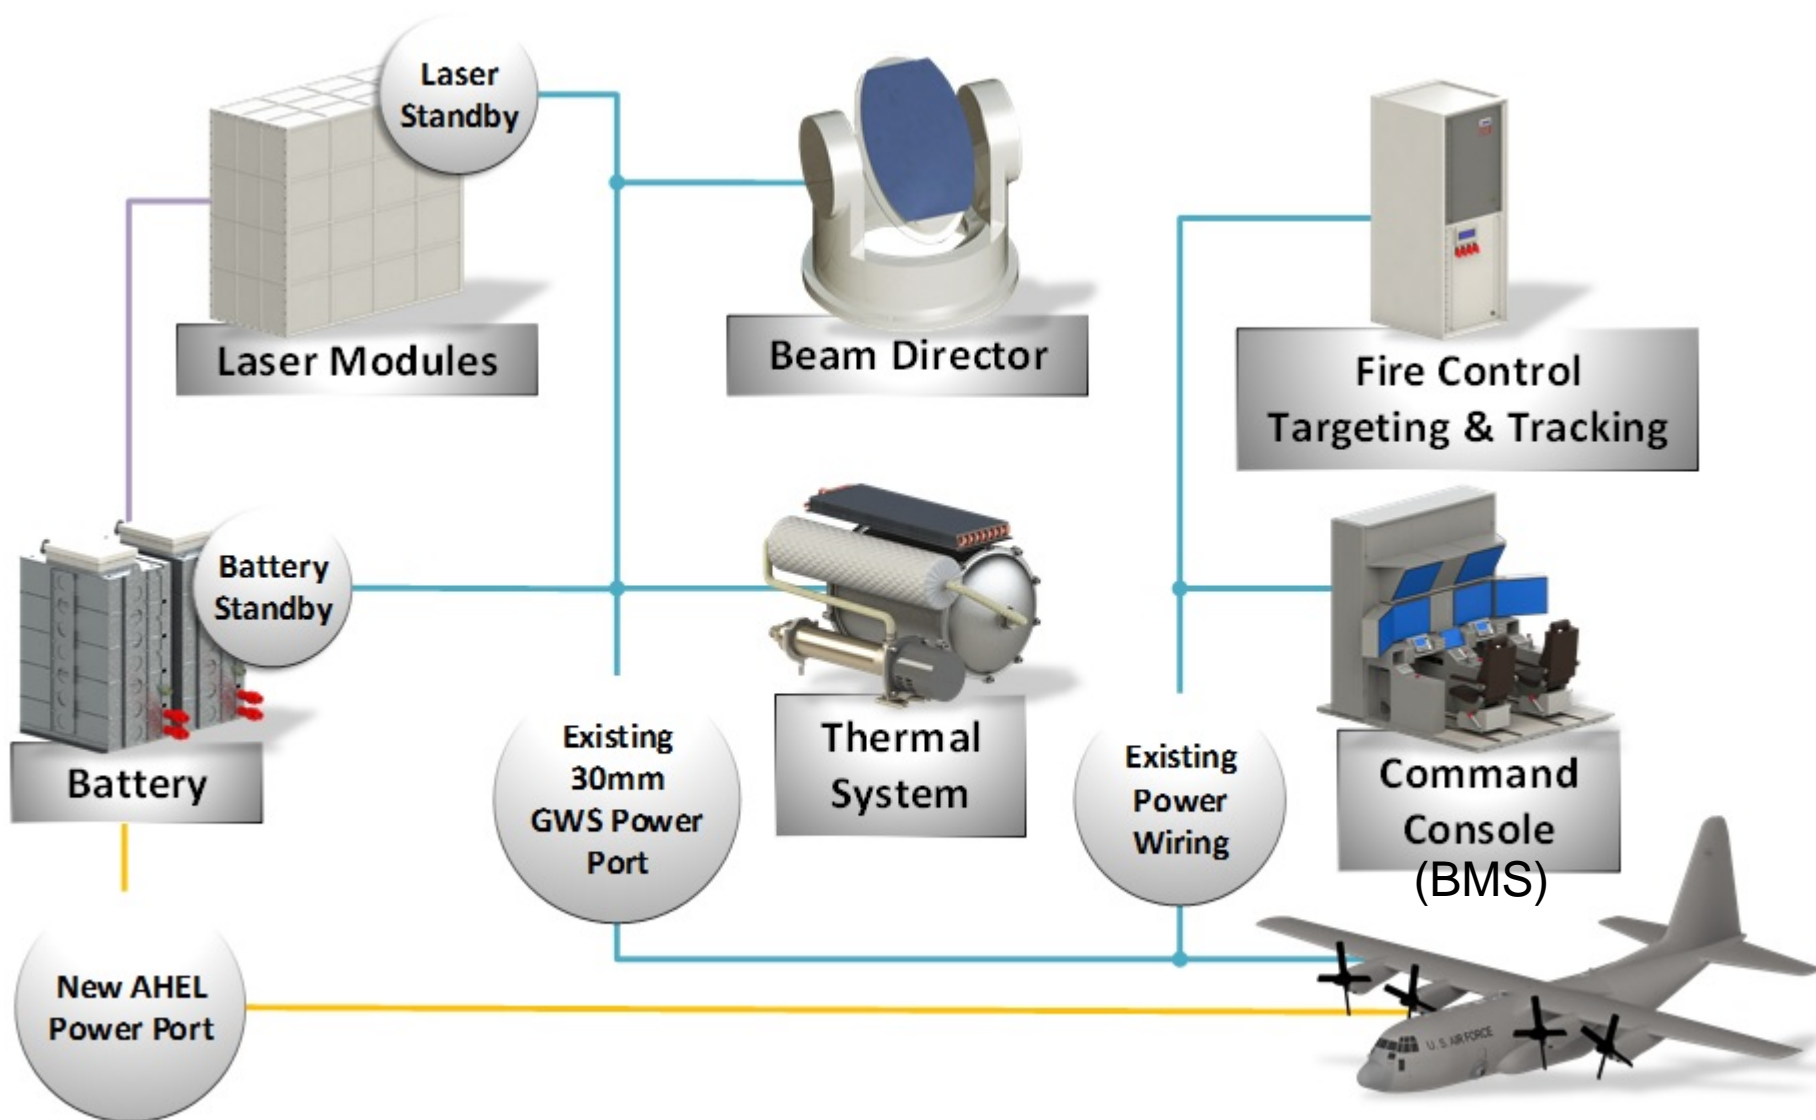 Laser
Standby
Laser Modules
Beam Director
Fire Control
Targeting & Tracking
Battery
Standby
Battery
Existing
30mm
GWS Power
Port
Thermal
System
Existing
Power
Wiring
Command
Console
(BMS)
New AHEL
Power Port
U.S. AIR FORCE